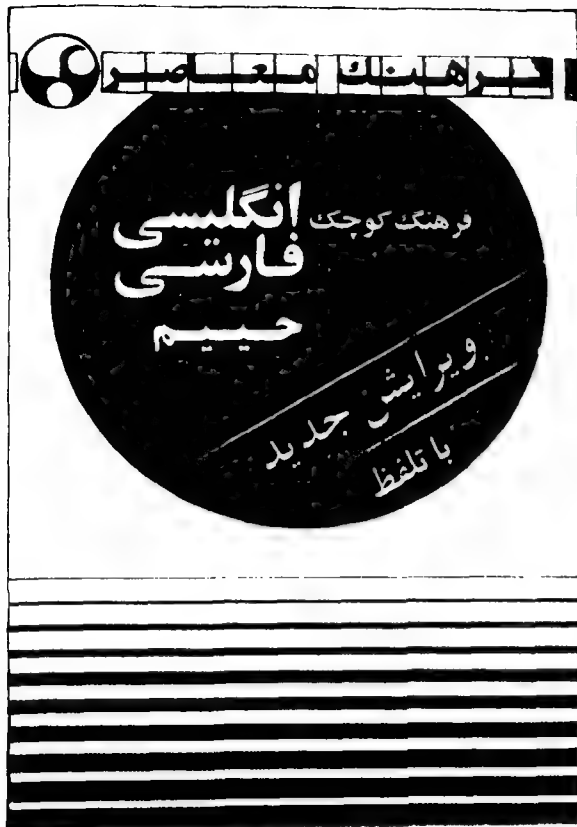 فرهنگ معاصر
فرهنگ کوچک انگلیسی
فارسی
حییم
ویرایش جدید
با تلفظ